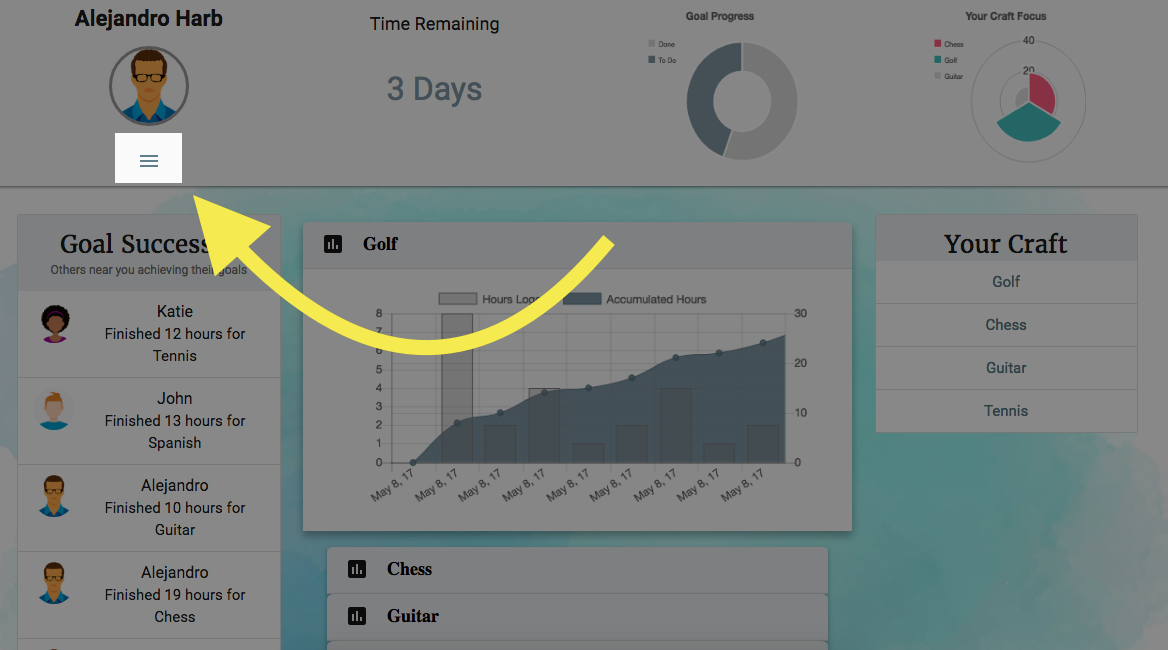 Alejandro Harb
Time Remaining
3 Days
Goal Progress
Done
To Do
Your Craft Focus
Chess
Golf
Guitar
40
20
Goal Success
Others near you achieving their goals
Katie
Finished 12 hours for
Tennis
John
Finished 13 hours for
Spanish
Alejandro
Finished 10 hours for
Guitar
Alejandro
Finished 19 hours for
Chess
Golf
Hours
Accumulated Hours
8
7
6
5
4
3
2
1
0
30
20
10
0
May 8, 17
May 8, 17
May 8, 17
May 8, 17
May 8, 17
May 8, 17
May 8, 17
May 8, 17
May 8, 17
Chess
Guitar
Your Craft
Golf
Chess
Guitar
Tennis